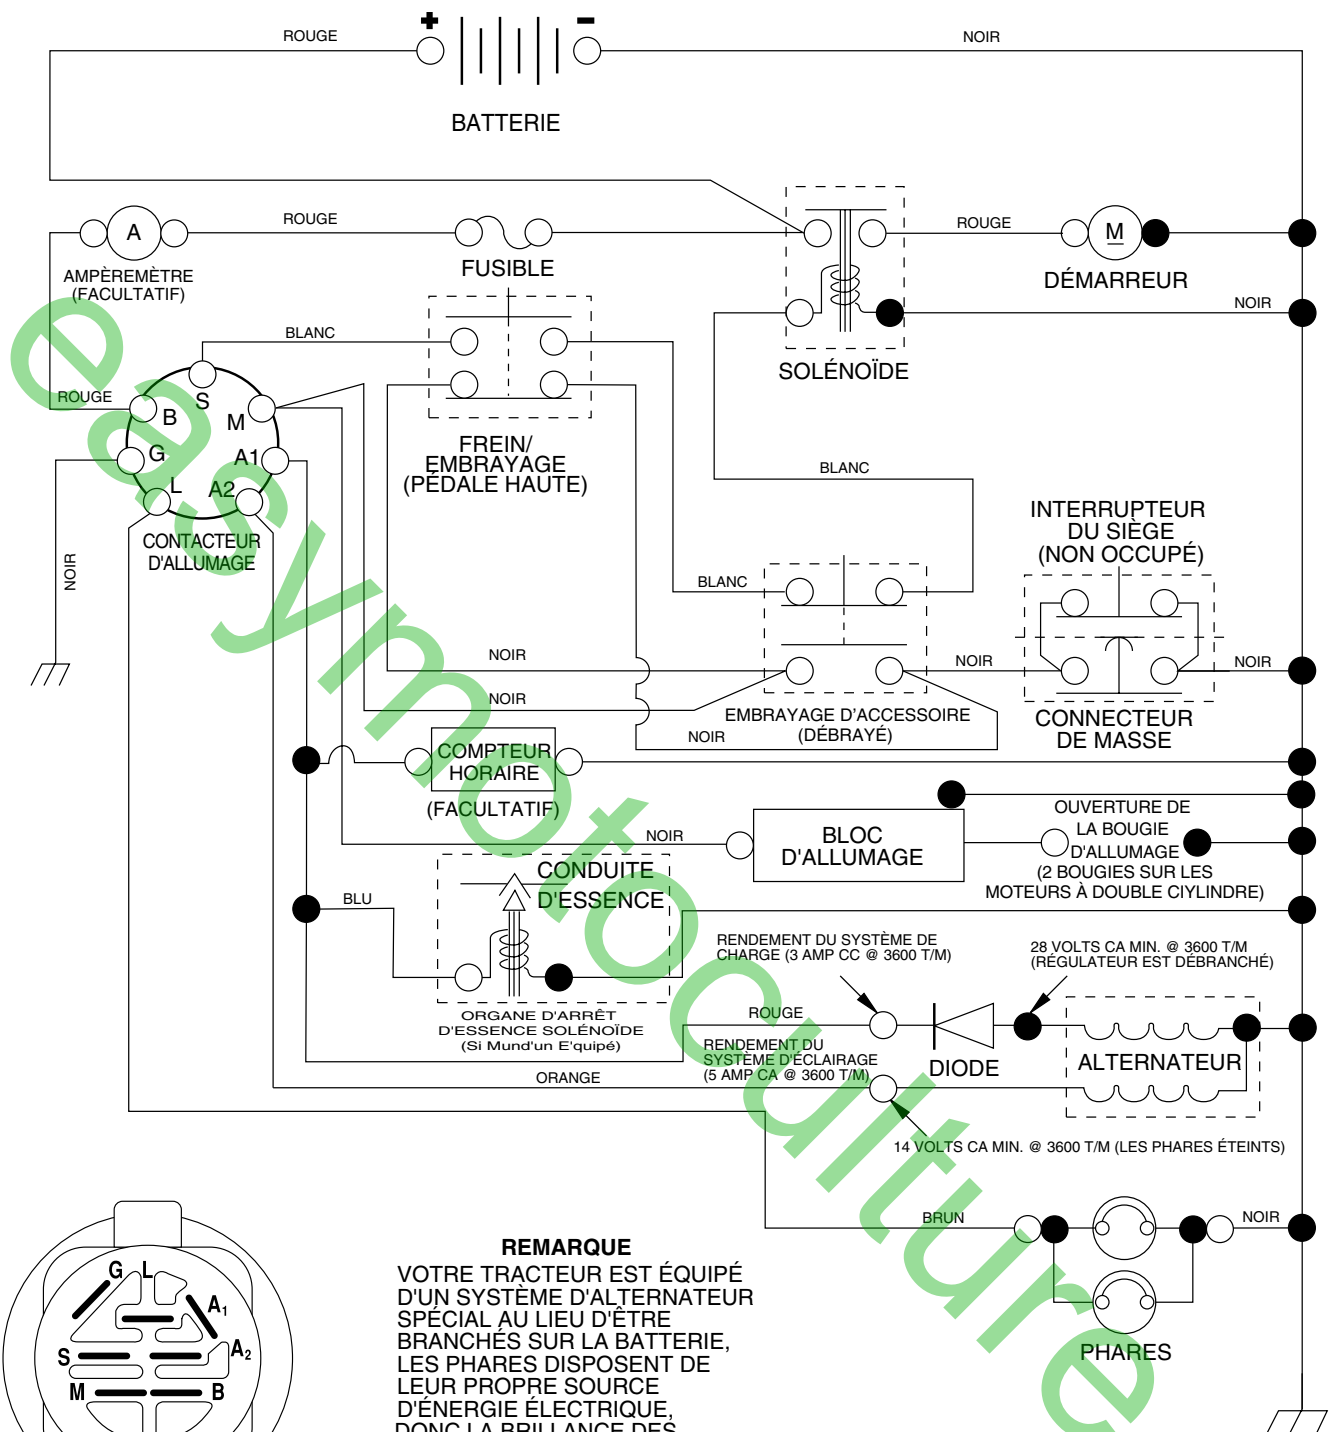 ROUGE
NOIR
BATTERIE
ROUGE
ROUGE
A
M
AMPÈREMÈTRE
(FACULTATIF)
FUSIBLE
DÉMARREUR
NOIR
BLANC
SOLÉNOÏDE
ROUGE
S
B
M
G
A1
L
A2
FREIN/
EMBRAYAGE
(PÉDALE HAUTE)
BLANC
CONTACTEUR
D'ALLUMAGE
NOIR
INTERRUPTEUR
DU SIÈGE
(NON OCCUPÉ)
BLANC
NOIR
NOIR
NOIR
NOIR
EMBRAYAGE D'ACCESSOIRE
(DÉBRAYÉ)
NOIR
CONNECTEUR
DE MASSE
COMPTEUR
HORAIRE
(FACULTATIF)
NOIR
BLOC
D'ALLUMAGE
OUVERTURE DE
LA BOUGIE
D'ALLUMAGE
(2 BOUGIES SUR LES
MOTEURS À DOUBLE CIYLINDRE)
CONDUITE
D'ESSENCE
BLU
RENDEMENT DU SYSTÈME DE
CHARGE (3 AMP CC @ 3600 T/M)
28 VOLTS CA MIN. @ 3600 T/M
(RÉGULATEUR EST DÉBRANCHÉ)
ORGANE D'ARRÊT
D'ESSENCE SOLÉNOÏDE
(Si Mund'un E'quipé)
ROUGE
RENDEMENT DU
SYSTÈME D'ÉCLAIRAGE
(5 AMP CA @ 3600 T/M)
DIODE
ALTERNATEUR
ORANGE
14 VOLTS CA MIN. @ 3600 T/M (LES PHARES ÉTEINTS)
BRUN
NOIR
PHARES
G
L
A1
A2
S
M
B
REMARQUE
VOTRE TRACTEUR EST ÉQUIPÉ
D'UN SYSTÈME D'ALTERNATEUR
SPÉCIAL AU LIEU D'ÊTRE
BRANCHÉS SUR LA BATTERIE,
LES PHARES DISPOSENT DE
LEUR PROPRE SOURCE
D'ÉNERGIE ÉLECTRIQUE,
DONC LA BRILLANCE DES
easymotoculture